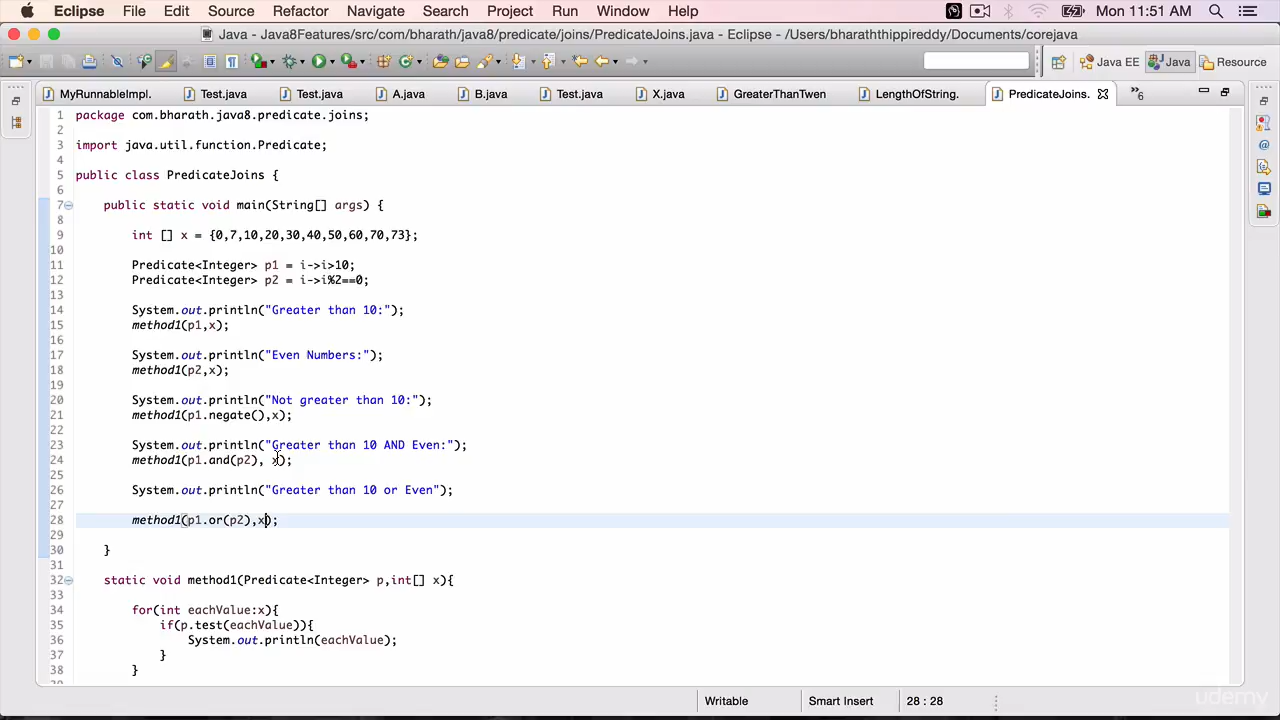 Eclipse File Edit Source Refactor Navigate Search Project Run Window Help Mon 11:51 AM
Java - Java8Features/src/com/bharath/java8/predicate/joins/PredicateJoins.java - Eclipse - /Users/bharaththippireddy/Documents/corejava
Java EE Java Resource
MyRunnableImpl. Test.java Test.java A.java B.java Test.java X.java GreaterThanTwen LengthOfString. PredicateJoins. »6
1 package com.bharath.java8.predicate.joins;
2
3 import java.util.function.Predicate;
4
5 public class PredicateJoins {
6
7 public static void main(String[] args) {
8
9 int [] x = {0,7,10,20,30,40,50,60,70,73};
10
11 Predicate<Integer> p1 = i->i>10;
12 Predicate<Integer> p2 = i->i%2==0;
13
14 System.out.println("Greater than 10:");
15 method1(p1,x);
16
17 System.out.println("Even Numbers:");
18 method1(p2,x);
19
20 System.out.println("Not greater than 10:");
21 method1(p1.negate(),x);
22
23 System.out.println("Greater than 10 AND Even:");
24 method1(p1.and(p2), x);
25
26 System.out.println("Greater than 10 or Even");
27
28 method1(p1.or(p2),x);
29
30 }
31
32 static void method1(Predicate<Integer> p,int[] x){
33
34 for(int eachValue:x){
35 if(p.test(eachValue)){
36 System.out.println(eachValue);
37 }
38 }
Writable Smart Insert 28 : 28
udemy